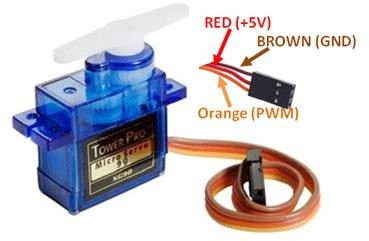 RED (+5V)
BROWN (GND)
Orange (PWM)
TOWER PRO
Micro Servo
9g
SG90